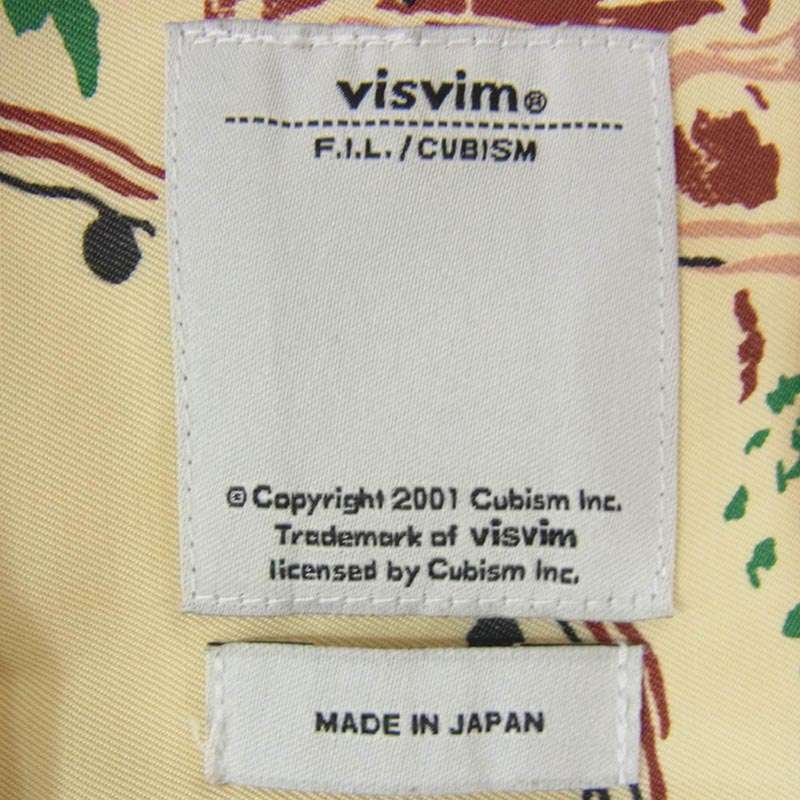 visvim®
F.I.L./CUBISM
©Copyright 2001 Cubism Inc.
Trademark of visvim
licensed by Cubism Inc.
MADE IN JAPAN